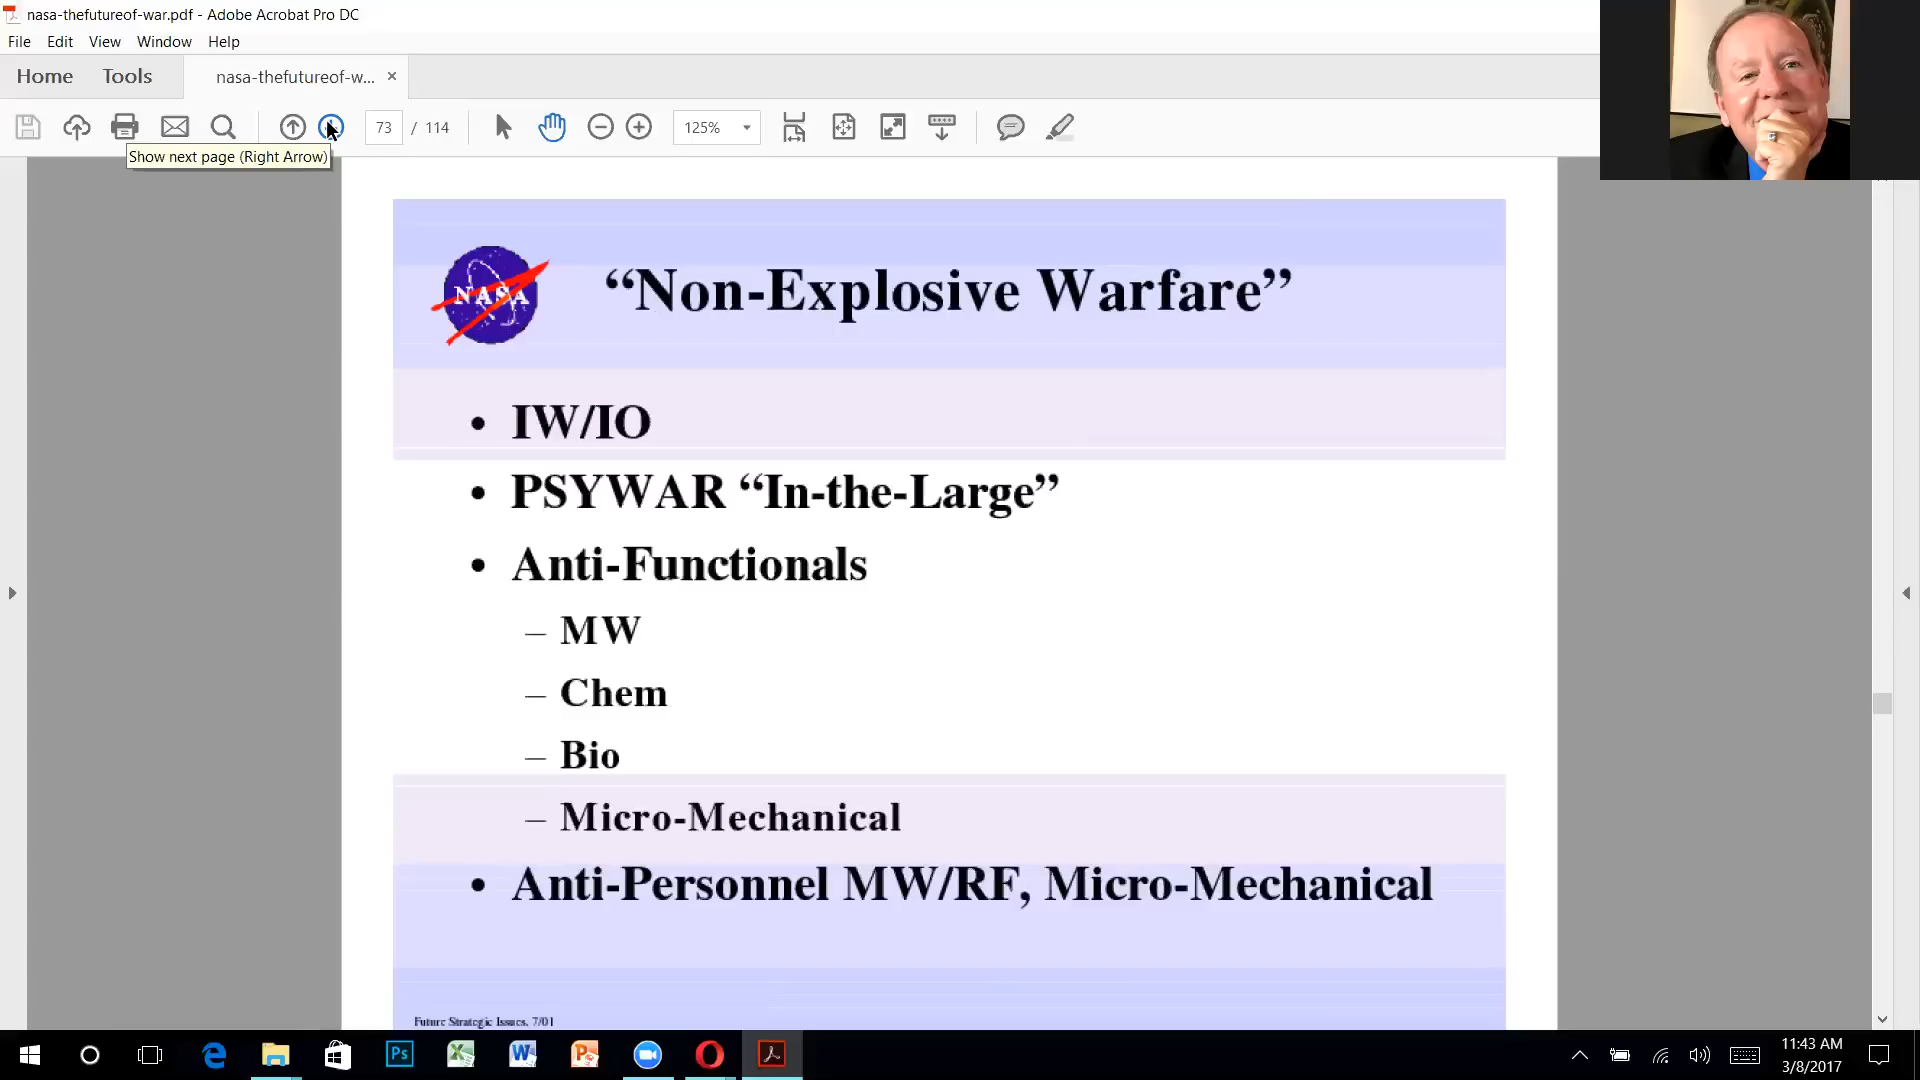 nasa-thefutureof-war.pdf - Adobe Acrobat Pro DC
File Edit View Window Help
Home Tools nasa-thefutureof-w... ×
73 / 114 125%
Show next page (Right Arrow)
NASA
“Non-Explosive Warfare”
• IW/IO
• PSYWAR “In-the-Large”
• Anti-Functionals
– MW
– Chem
– Bio
– Micro-Mechanical
• Anti-Personnel MW/RF, Micro-Mechanical
Future Strategic Issues, 7/01
11:43 AM
3/8/2017